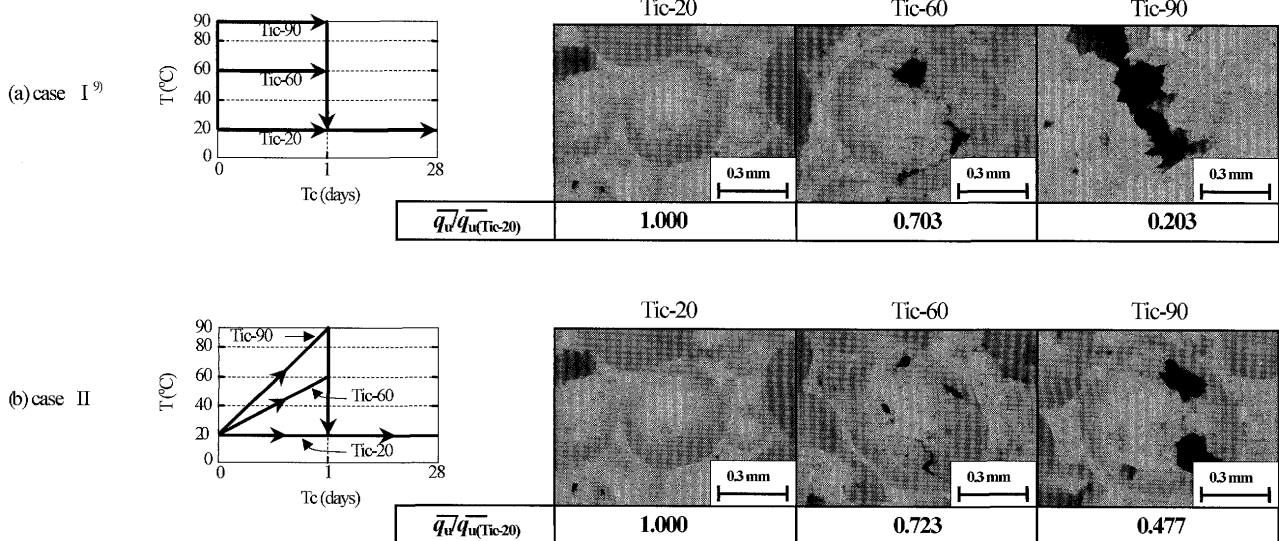 Tic-20 Tic-60 Tic-90
(a) case I 9)
T (°C)
90
80
60
40
20
0
Tic-90
Tic-60
Tic-20
0 1 28
Tc (days)
0.3 mm 0.3 mm 0.3 mm
qu/qu(Tic-20) 1.000 0.703 0.203
Tic-20 Tic-60 Tic-90
(b) case II
T (°C)
90
80
60
40
20
0
Tic-90
Tic-60
Tic-20
0 1 28
Tc (days)
0.3 mm 0.3 mm 0.3 mm
qu/qu(Tic-20) 1.000 0.723 0.477